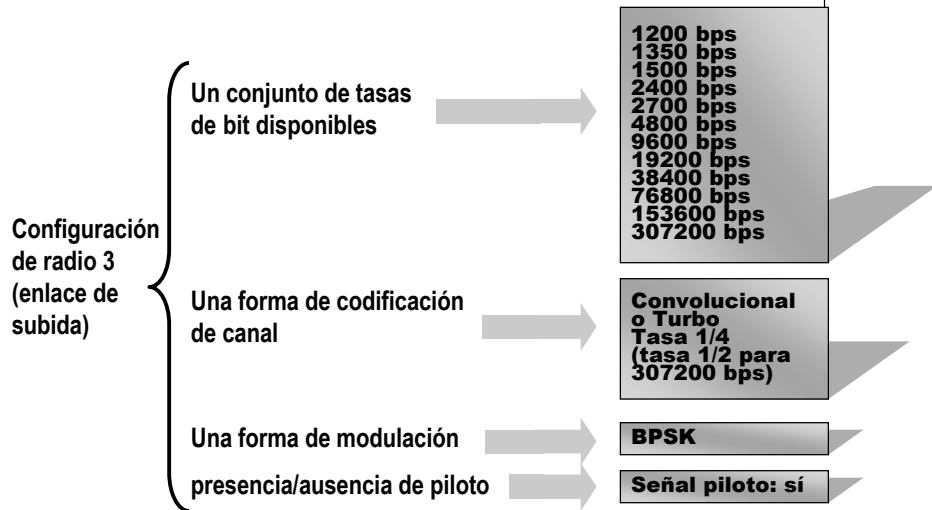 Configuración
de radio 3
(enlace de
subida)
Un conjunto de tasas
de bit disponibles
1200 bps
1350 bps
1500 bps
2400 bps
2700 bps
4800 bps
9600 bps
19200 bps
38400 bps
76800 bps
153600 bps
307200 bps
Una forma de codificación
de canal
Convolucional
o Turbo
Tasa 1/4
(tasa 1/2 para
307200 bps)
Una forma de modulación
BPSK
presencia/ausencia de piloto
Señal piloto: sí